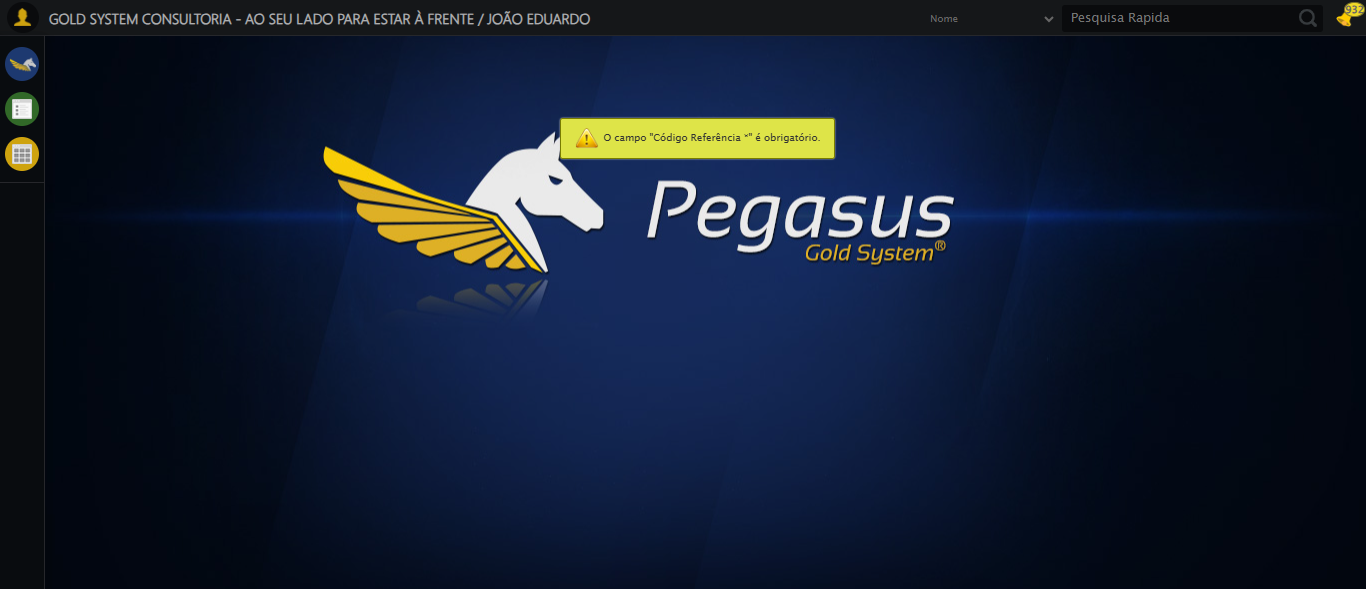 GOLD SYSTEM CONSULTORIA - AO SEU LADO PARA ESTAR À FRENTE / JOÃO EDUARDO
Nome
Pesquisa Rapida
932
O campo "Código Referência *" é obrigatório.
Pegasus
Gold System®